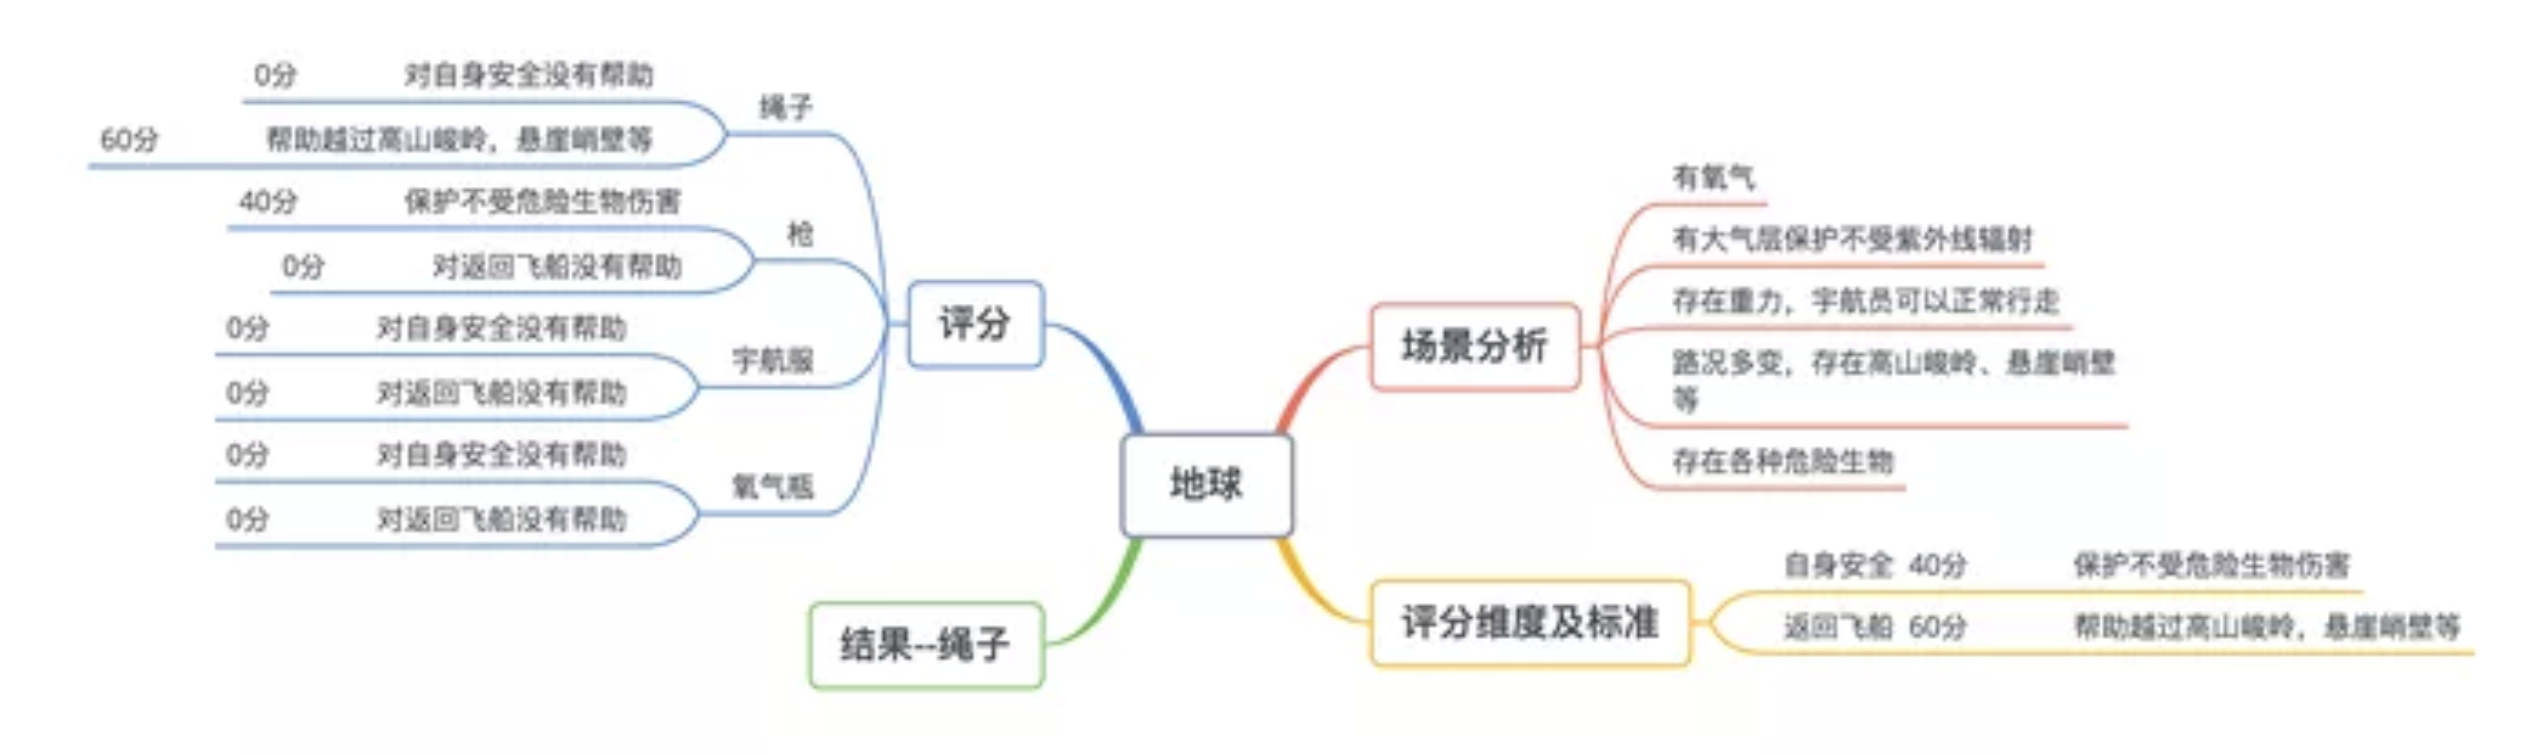 0分 对自身安全没有帮助
绳子
60分 帮助越过高山峻岭，悬崖峭壁等
40分 保护不受危险生物伤害
枪
0分 对返回飞船没有帮助
0分 对自身安全没有帮助
宇航服
0分 对返回飞船没有帮助
0分 对自身安全没有帮助
氧气瓶
0分 对返回飞船没有帮助
评分
结果--绳子
地球
场景分析
有氧气
有大气层保护不受紫外线辐射
存在重力，宇航员可以正常行走
路况多变，存在高山峻岭、悬崖峭壁
等
存在各种危险生物
评分维度及标准
自身安全 40分 保护不受危险生物伤害
返回飞船 60分 帮助越过高山峻岭，悬崖峭壁等